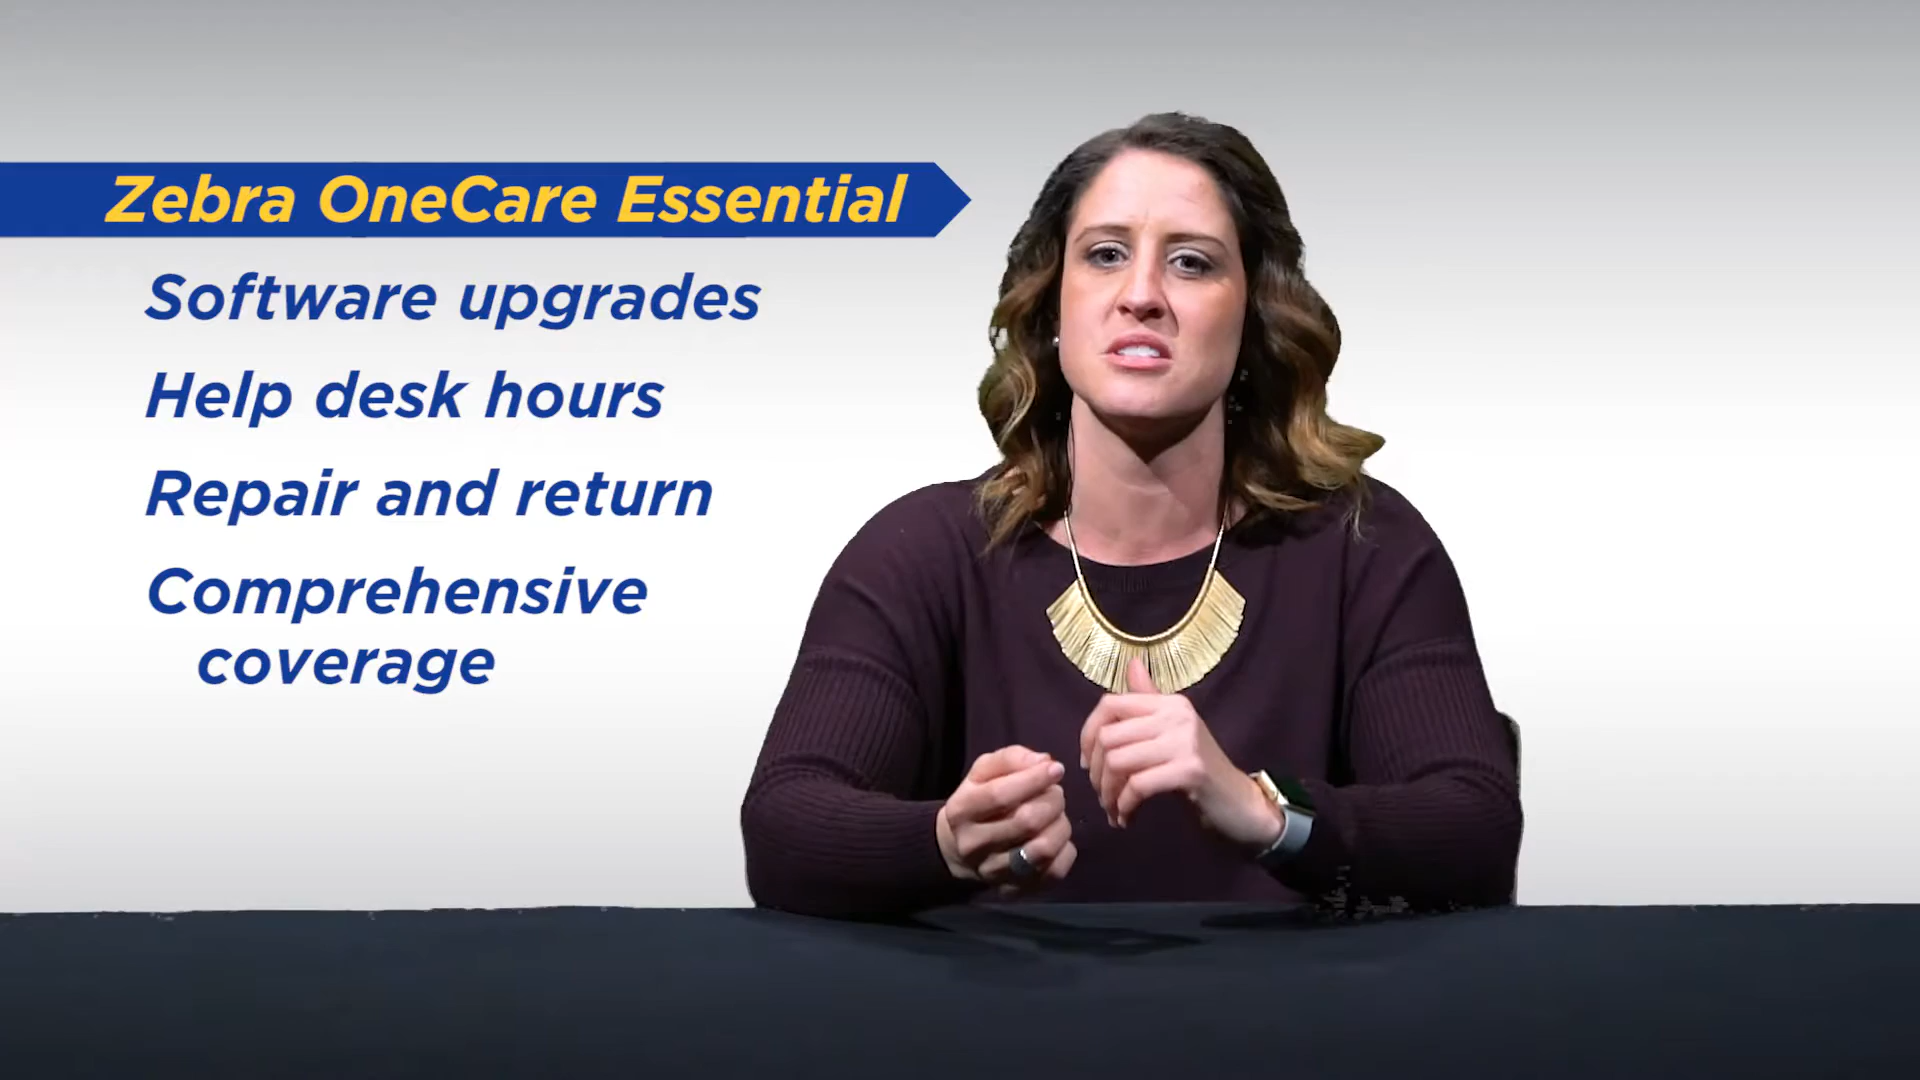 Zebra OneCare Essential
Software upgrades
Help desk hours
Repair and return
Comprehensive
coverage